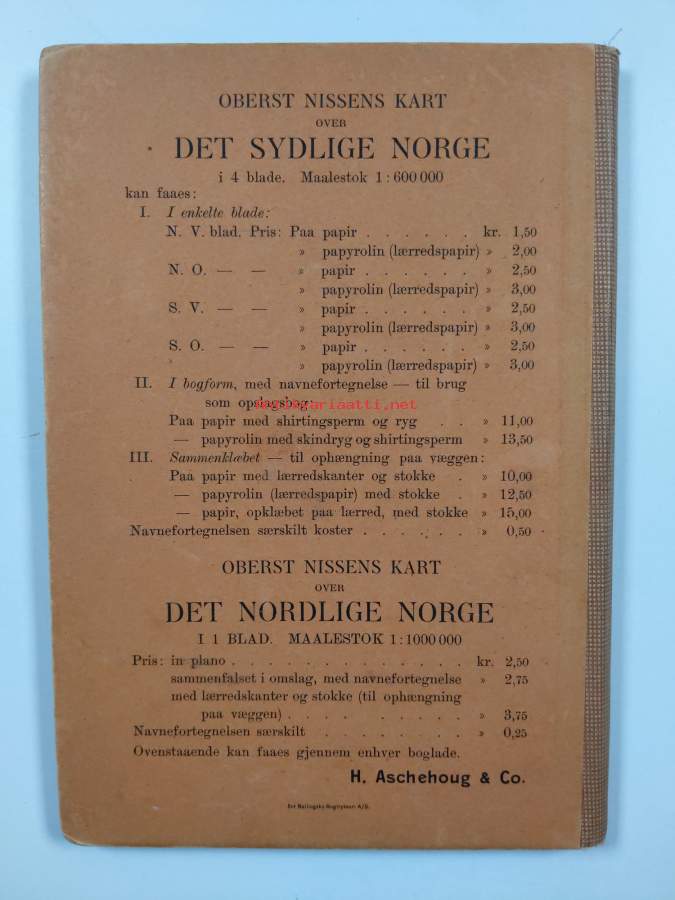 OBERST NISSENS KART
OVER
DET SYDLIGE NORGE
i 4 blade. Maalestok 1:600 000
kan faaes:
I. I enkelte blade:
N. V. blad. Pris: Paa papir . . . . . . kr. 1,50
» papyrolin (lærredspapir) » 2,00
N. O. — — » papir . . . . . . » 2,50
» papyrolin (lærredspapir) » 3,00
S. V. — — » papir . . . . . . » 2,50
» papyrolin (lærredspapir) » 3,00
S. O. — — » papir . . . . . . » 2,50
» papyrolin (lærredspapir) » 3,00
II. I bogform, med navnefortegnelse — til brug
som opslagsbog:
Paa papir med shirtingsperm og ryg . . » 11,00
— papyrolin med skindryg og shirtingsperm » 13,50
III. Sammenklæbet — til ophængning paa væggen:
Paa papir med lærredskanter og stokke . » 10,00
— papyrolin (lærredspapir) med stokke . » 12,50
— papir, opklæbet paa lærred, med stokke » 15,00
Navnefortegnelsen særskilt koster . . . . . . » 0,50
OBERST NISSENS KART
OVER
DET NORDLIGE NORGE
I 1 BLAD. MAALESTOK 1:1000 000
Pris: in plano . . . . . . . . . . . . . kr. 2,50
sammenfalset i omslag, med navnefortegnelse » 2,75
med lærredskanter og stokke (til ophængning
paa væggen) . . . . . . . . . » 3,75
Navnefortegnelsen særskilt . . . . . . . » 0,25
Ovenstaaende kan faaes gjennem enhver boglade.
H. Aschehoug & Co.
Det Mallingske Bogtrykkeri A/S.